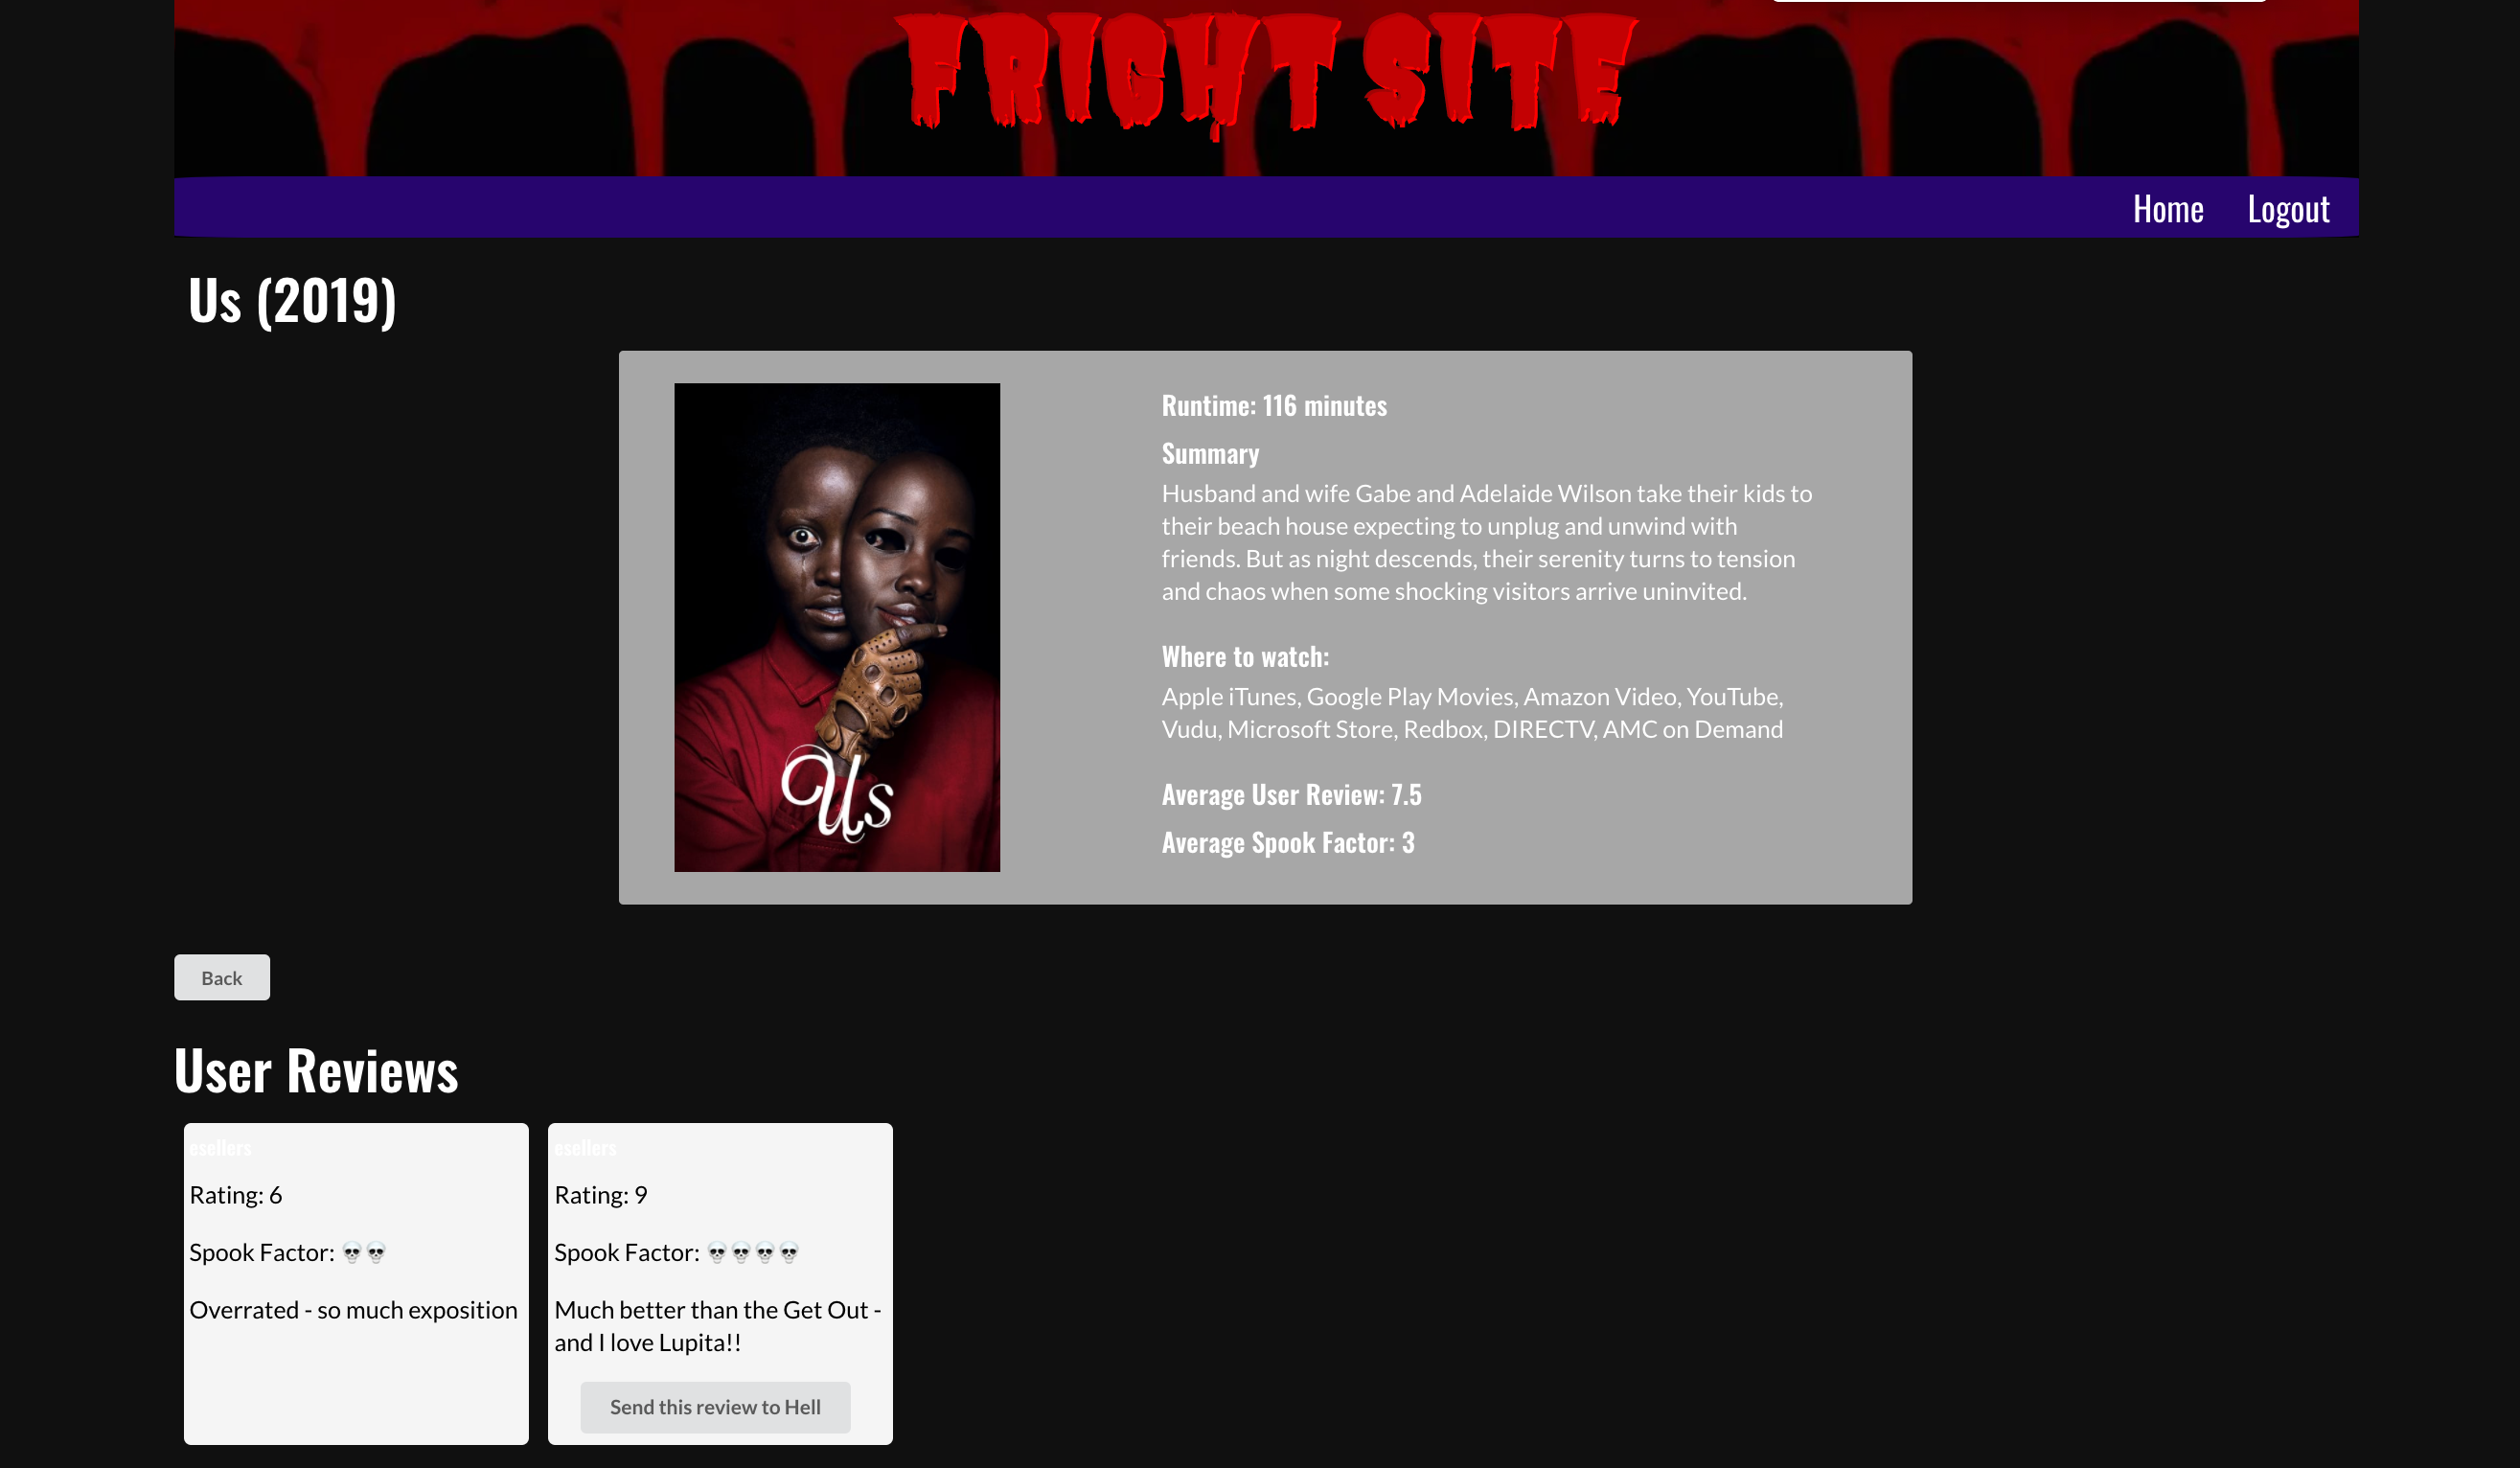 FRIGHT SITE
Home Logout
Us (2019)
Us
Runtime: 116 minutes
Summary
Husband and wife Gabe and Adelaide Wilson take their kids to
their beach house expecting to unplug and unwind with
friends. But as night descends, their serenity turns to tension
and chaos when some shocking visitors arrive uninvited.
Where to watch:
Apple iTunes, Google Play Movies, Amazon Video, YouTube,
Vudu, Microsoft Store, Redbox, DIRECTV, AMC on Demand
Average User Review: 7.5
Average Spook Factor: 3
Back
User Reviews
esellers
Rating: 6
Spook Factor: 💀💀
Overrated - so much exposition
esellers
Rating: 9
Spook Factor: 💀💀💀💀
Much better than the Get Out -
and I love Lupita!!
Send this review to Hell